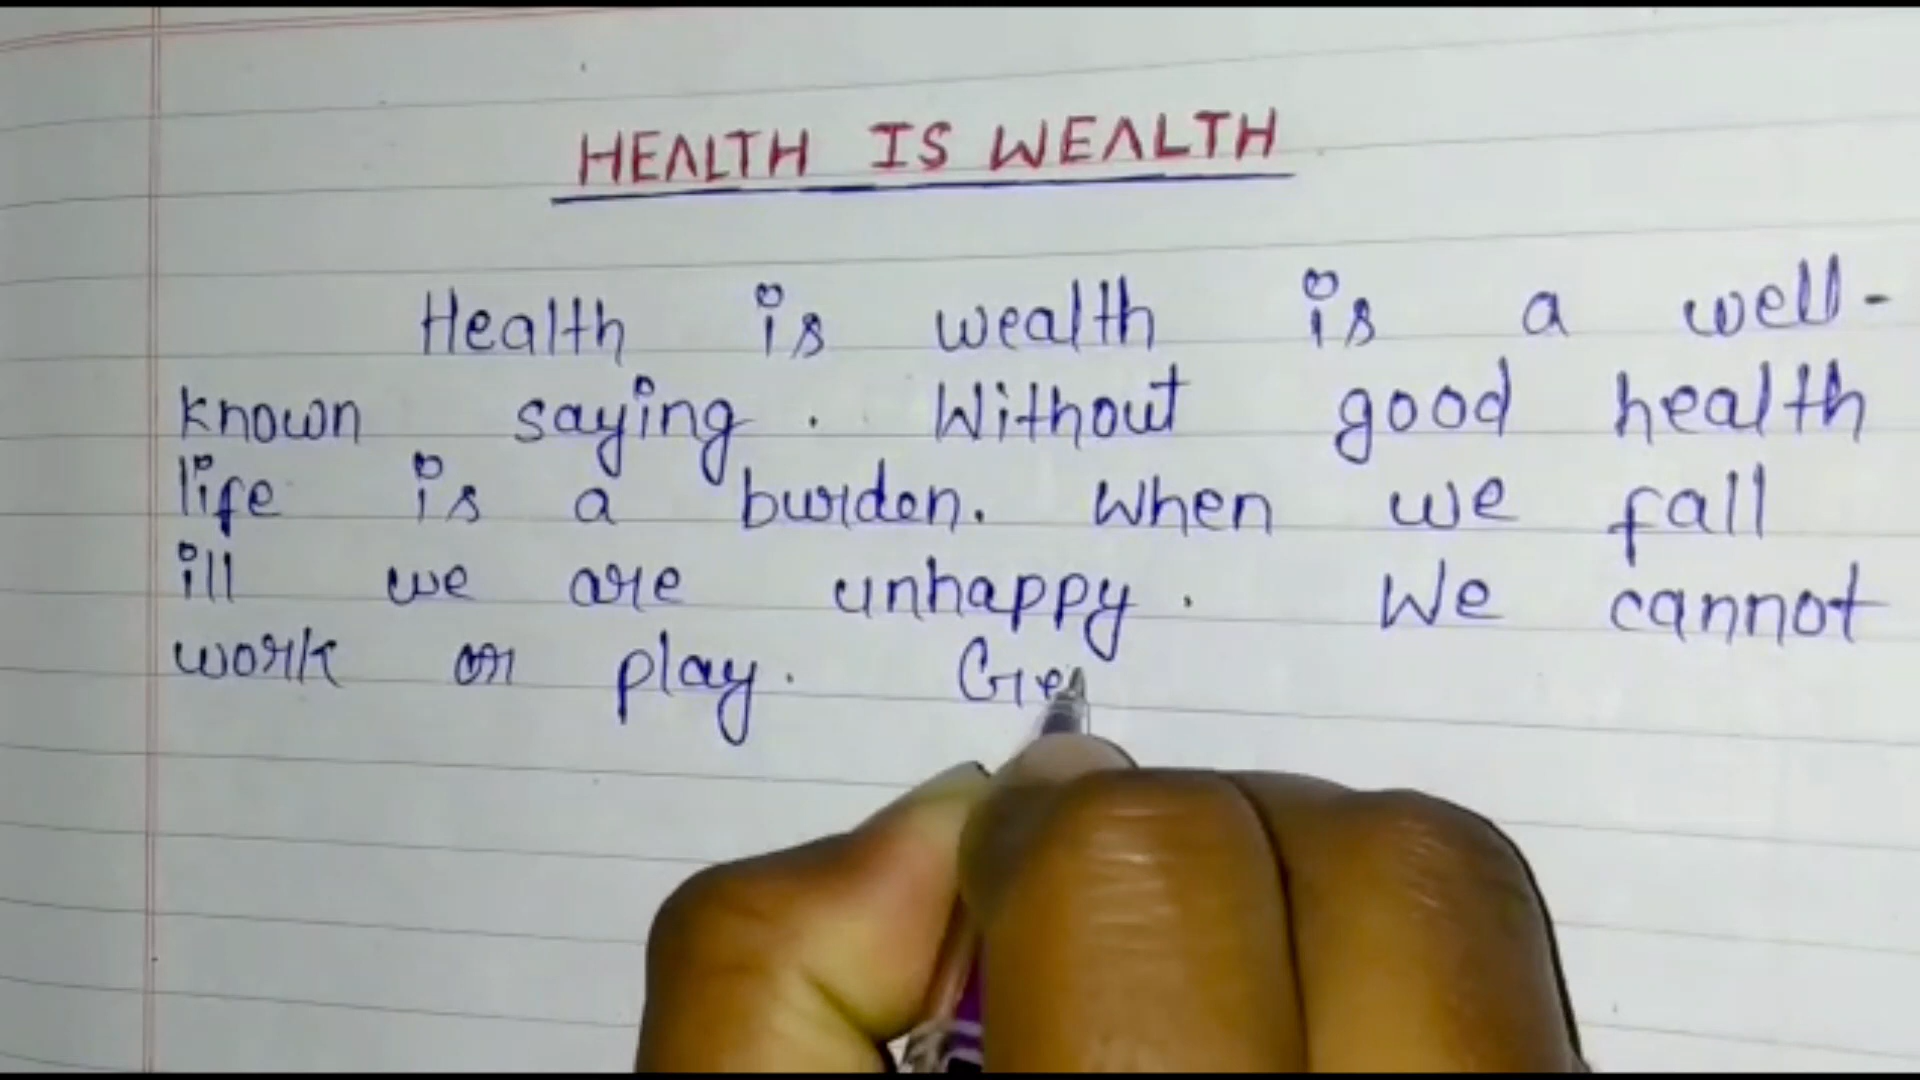 HEALTH IS WEALTH
Health is wealth is a well-
known saying. Without good health
life is a burden. When we fall
ill we are unhappy. We cannot
work or play.